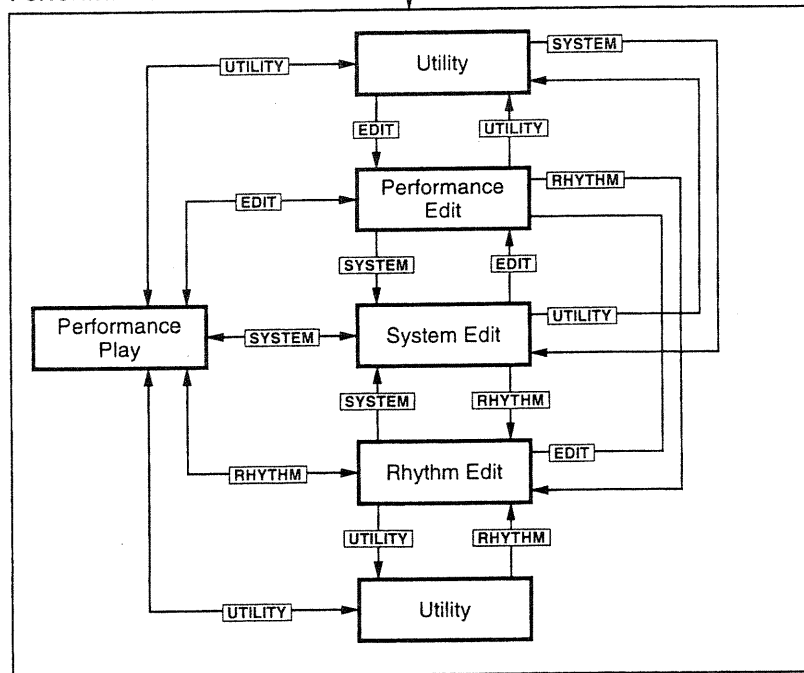 Utility
SYSTEM
UTILITY
EDIT
UTILITY
Performance
Edit
RHYTHM
EDIT
SYSTEM
EDIT
Performance
Play
SYSTEM
System Edit
UTILITY
SYSTEM
RHYTHM
Rhythm Edit
EDIT
RHYTHM
UTILITY
RHYTHM
Utility
UTILITY